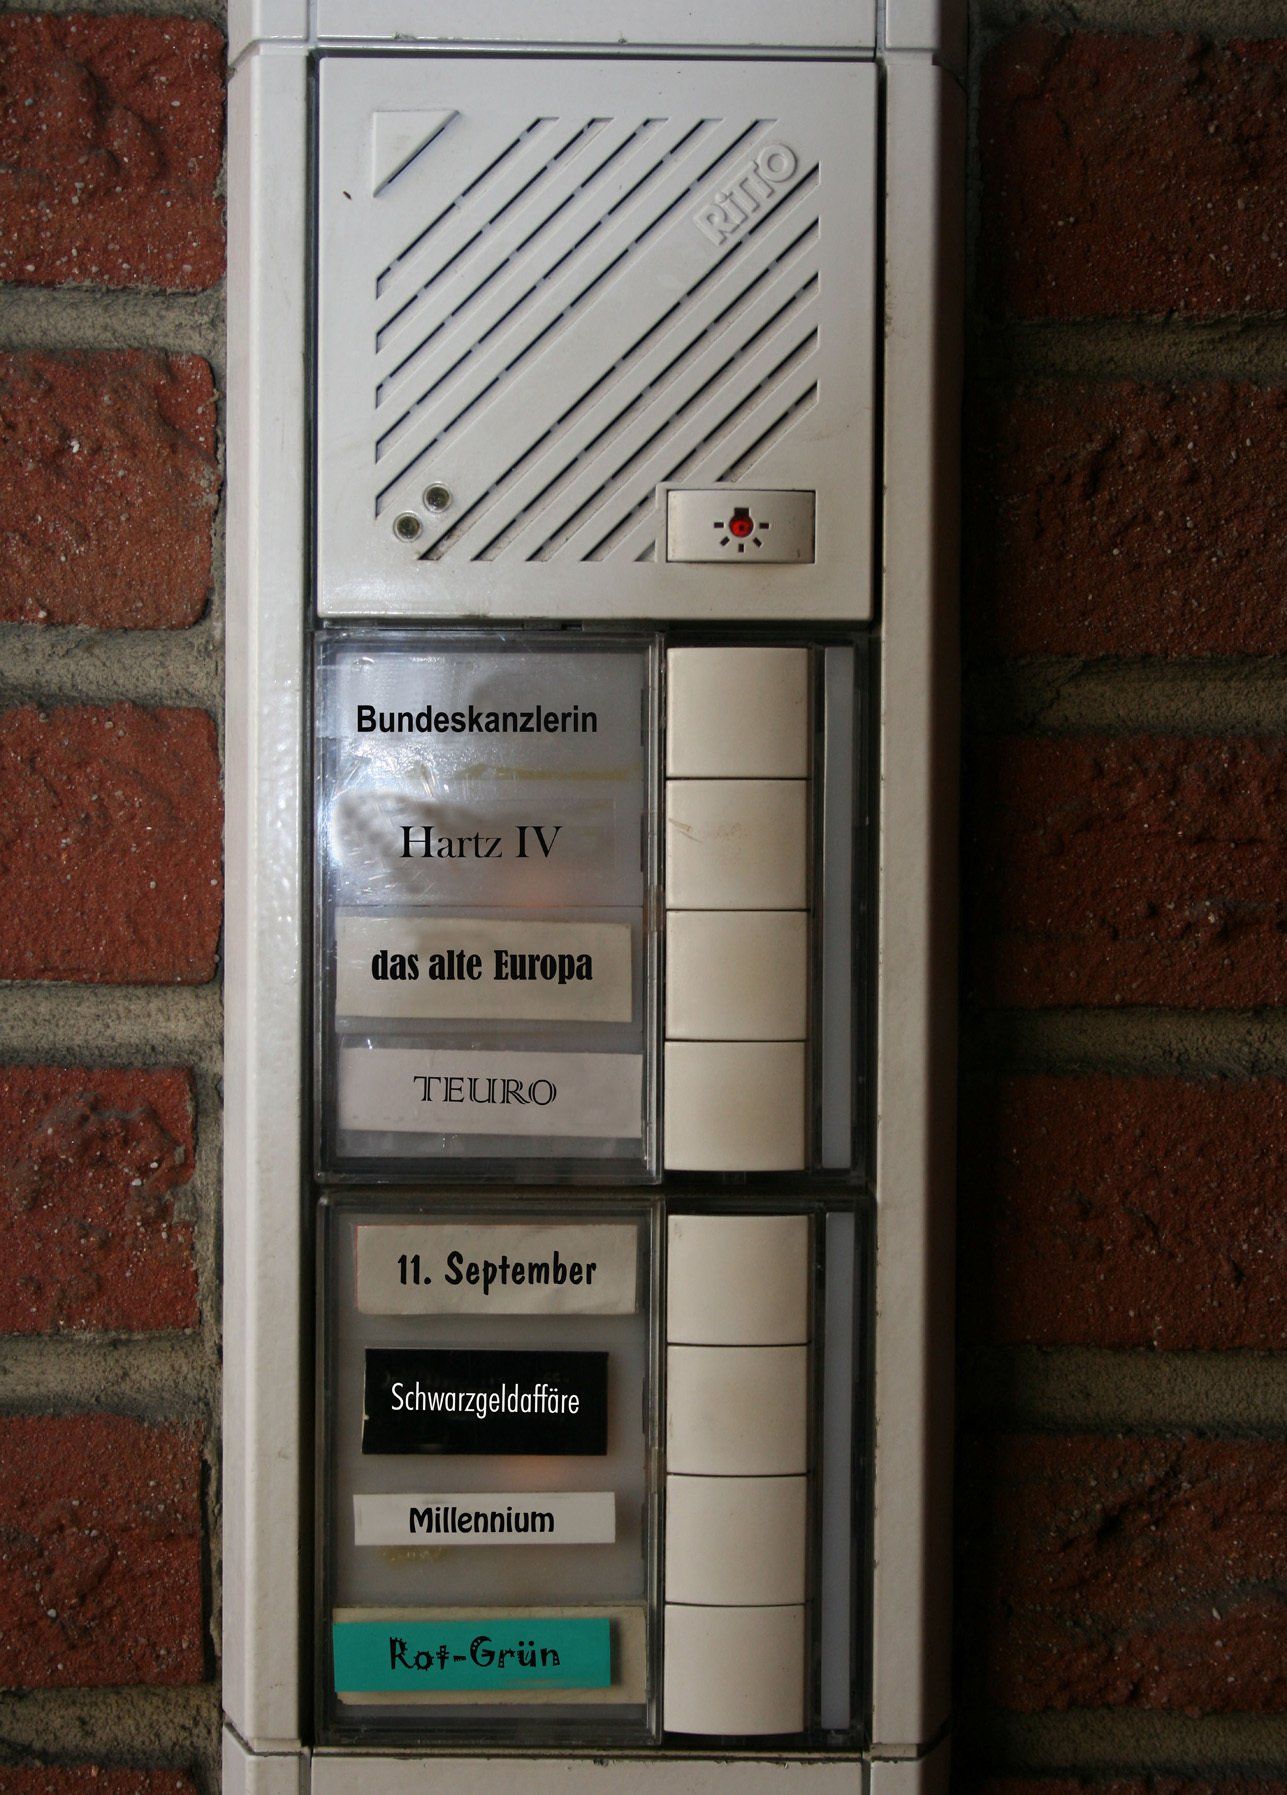 RiTTO
Bundeskanzlerin
Hartz IV
das alte Europa
TEURO
11. September
Schwarzgeldaffäre
Millennium
Rot-Grün